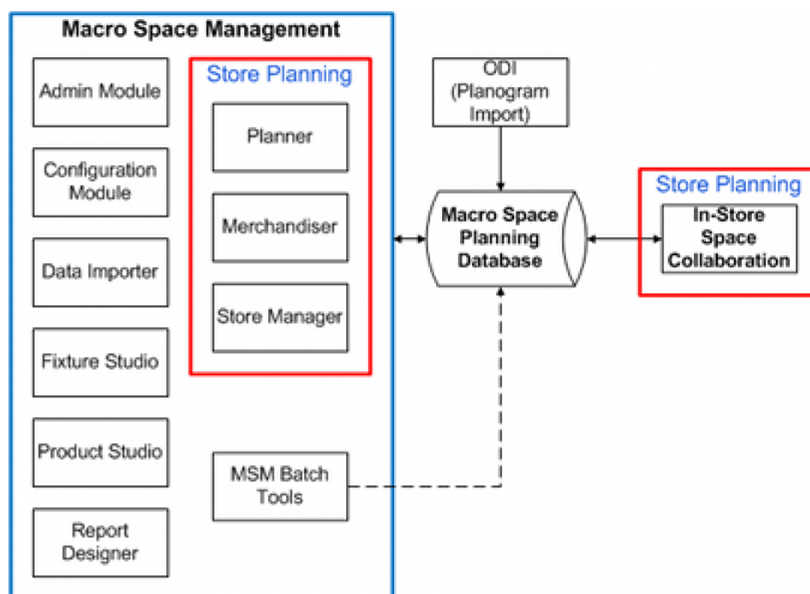 Macro Space Management
Admin Module
Configuration
Module
Data Importer
Fixture Studio
Product Studio
Report
Designer
Store Planning
Planner
Merchandiser
Store Manager
MSM Batch
Tools
ODI
(Planogram
Import)
Macro Space
Planning
Database
Store Planning
In-Store
Space
Collaboration